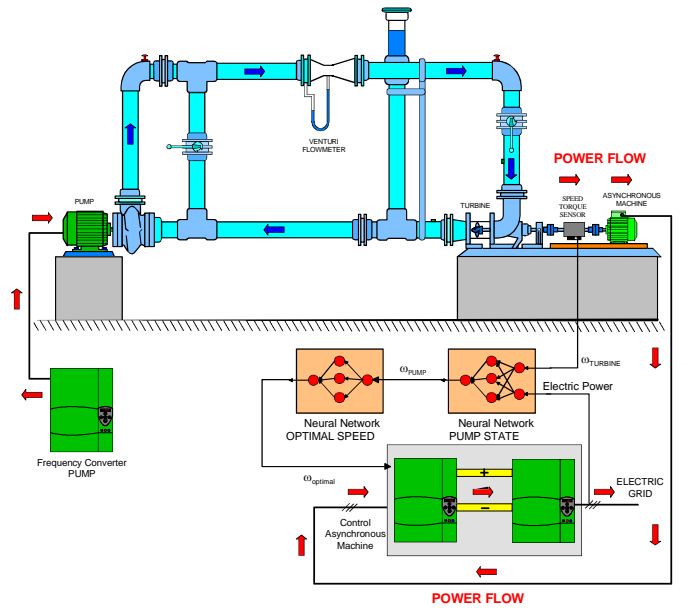 VENTURI
FLOWMETER
POWER FLOW
PUMP
TURBINE
SPEED
TORQUE
SENSOR
ASYNCHRONOUS
MACHINE
ωTURBINE
ωPUMP
Electric Power
Neural Network
OPTIMAL SPEED
Neural Network
PUMP STATE
Frequency Converter
PUMP
ωoptimal
+
−
ELECTRIC
GRID
Control
Asynchronous
Machine
POWER FLOW